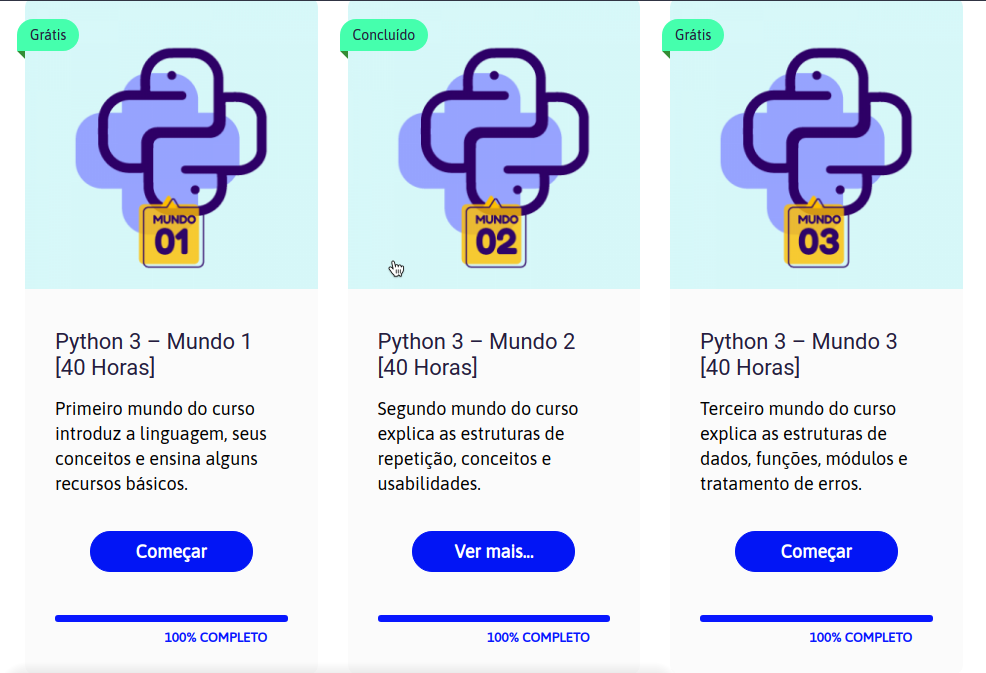 Grátis
MUNDO
01
Python 3 – Mundo 1
[40 Horas]
Primeiro mundo do curso
introduz a linguagem, seus
conceitos e ensina alguns
recursos básicos.
Começar
100% COMPLETO
Concluído
MUNDO
02
Python 3 – Mundo 2
[40 Horas]
Segundo mundo do curso
explica as estruturas de
repetição, conceitos e
usabilidades.
Ver mais...
100% COMPLETO
Grátis
MUNDO
03
Python 3 – Mundo 3
[40 Horas]
Terceiro mundo do curso
explica as estruturas de
dados, funções, módulos e
tratamento de erros.
Começar
100% COMPLETO